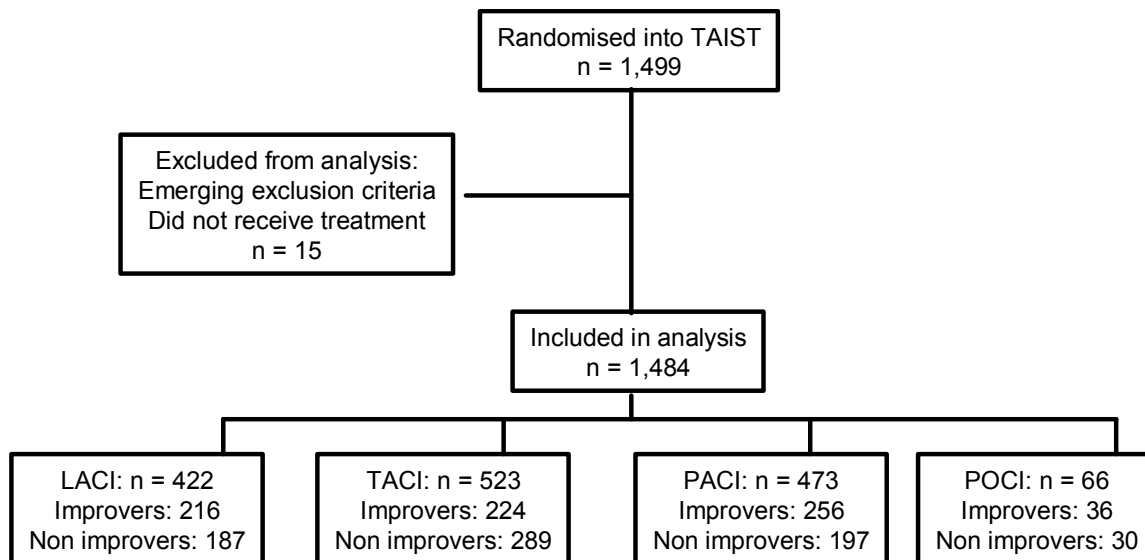 Randomised into TAIST
n = 1,499
Excluded from analysis:
Emerging exclusion criteria
Did not receive treatment
n = 15
Included in analysis
n = 1,484
LACI: n = 422
Improvers: 216
Non improvers: 187
TACI: n = 523
Improvers: 224
Non improvers: 289
PACI: n = 473
Improvers: 256
Non improvers: 197
POCI: n = 66
Improvers: 36
Non improvers: 30